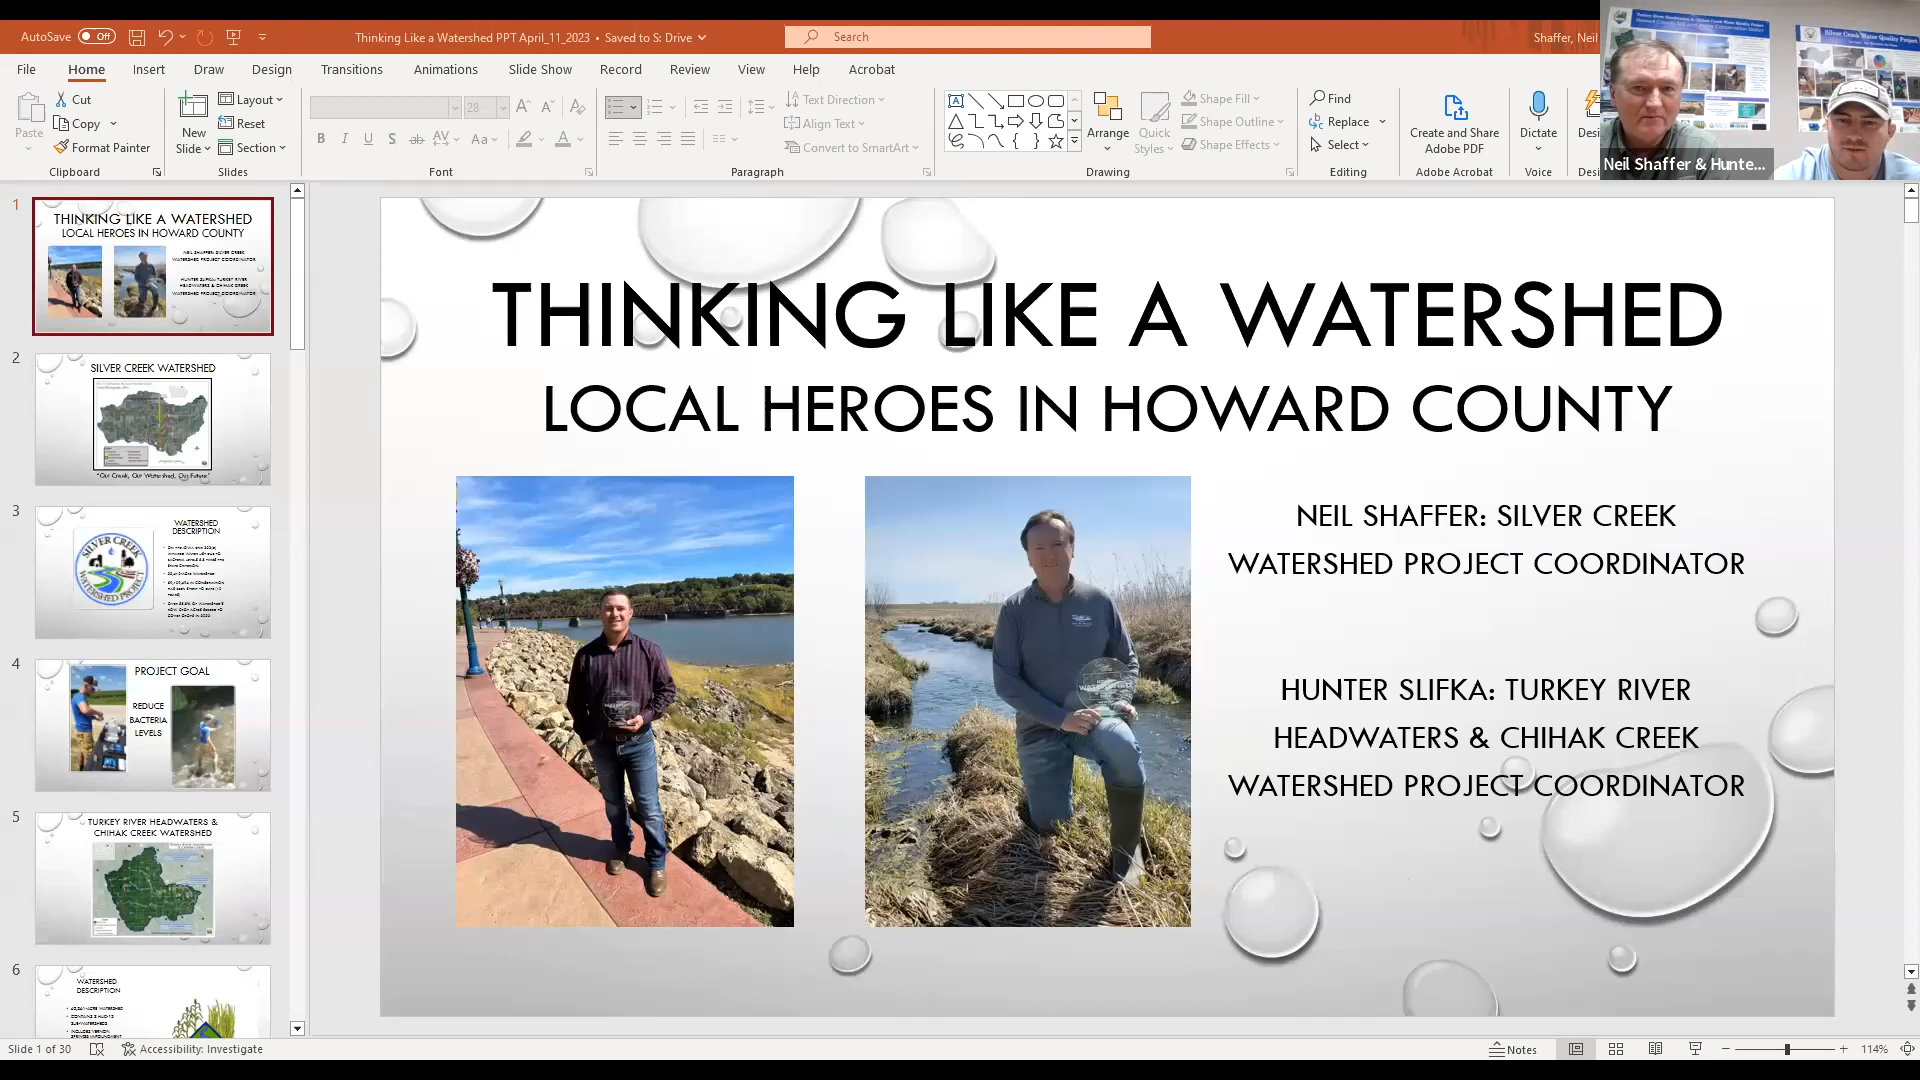 AutoSave
Off
Thinking Like a Watershed PPT April_11_2023 • Saved to S: Drive
Search
Shaffer, Neil
File Home Insert Draw Design Transitions Animations Slide Show Record Review View Help Acrobat
Paste
Cut
Copy
Format Painter
Clipboard
New
Slide
Layout
Reset
Section
Slides
28
Font
Text Direction
Align Text
Convert to SmartArt
Paragraph
Arrange
Quick
Styles
Shape Fill
Shape Outline
Shape Effects
Drawing
Find
Replace
Select
Editing
Create and Share
Adobe PDF
Adobe Acrobat
Dictate
Voice
Silver Creek Water Quality Project
Neil Shaffer & Hunte...
1
THINKING LIKE A WATERSHED
LOCAL HEROES IN HOWARD COUNTY
NEIL SHAFFER: SILVER CREEK
WATERSHED PROJECT COORDINATOR
HUNTER SLIFKA: TURKEY RIVER
HEADWATERS & CHIHAK CREEK
WATERSHED PROJECT COORDINATOR
2
SILVER CREEK WATERSHED
"Our Creek, Our Watershed, Our Future"
3
WATERSHED
DESCRIPTION
SILVER CREEK
WATERSHED PROJECT
4
PROJECT GOAL
REDUCE
BACTERIA
LEVELS
5
TURKEY RIVER HEADWATERS &
CHIHAK CREEK WATERSHED
6
WATERSHED
DESCRIPTION
THINKING LIKE A WATERSHED
LOCAL HEROES IN HOWARD COUNTY
NEIL SHAFFER: SILVER CREEK
WATERSHED PROJECT COORDINATOR
HUNTER SLIFKA: TURKEY RIVER
HEADWATERS & CHIHAK CREEK
WATERSHED PROJECT COORDINATOR
Slide 1 of 30
Accessibility: Investigate
Notes
114%